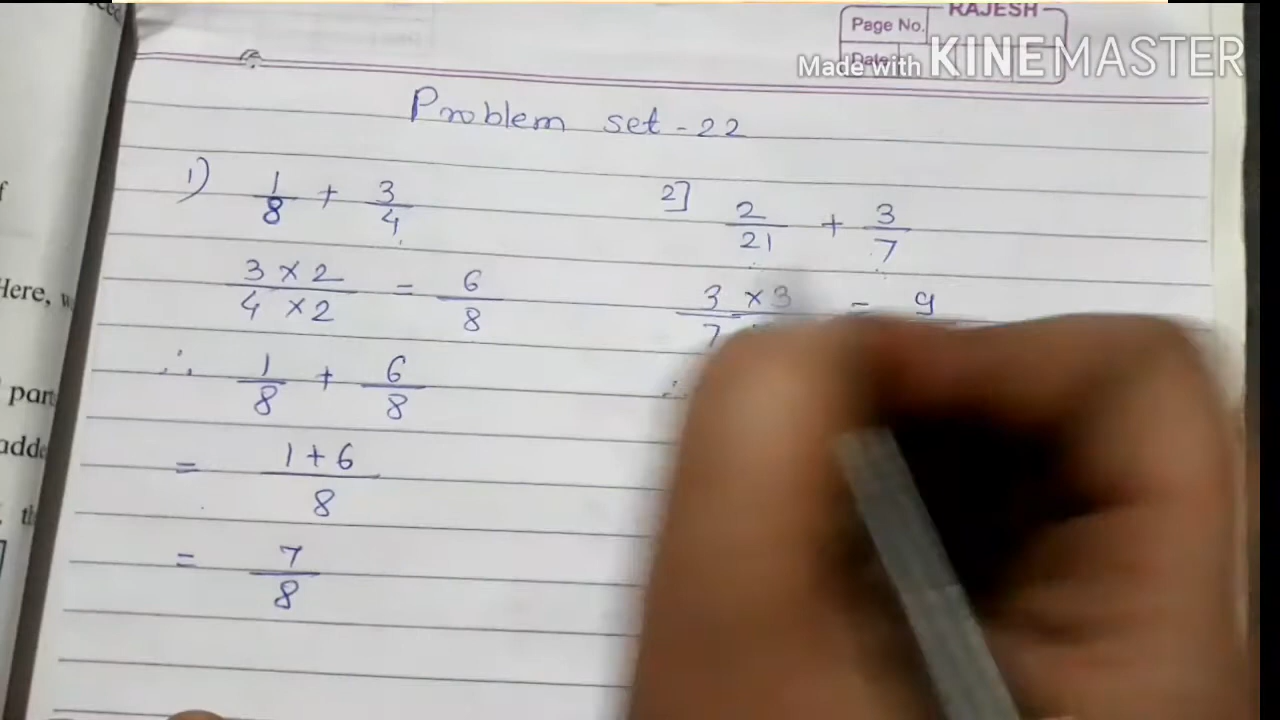 RAJESH
Page No.
Date
Made with KINEMASTER
Problem set - 22
1) 1/8 + 3/4
3 × 2 / 4 × 2 = 6/8
∴ 1/8 + 6/8
= 1 + 6 / 8
= 7/8
2] 2/21 + 3/7
3 × 3 / 7 = 9
∴
Here,
part
adde